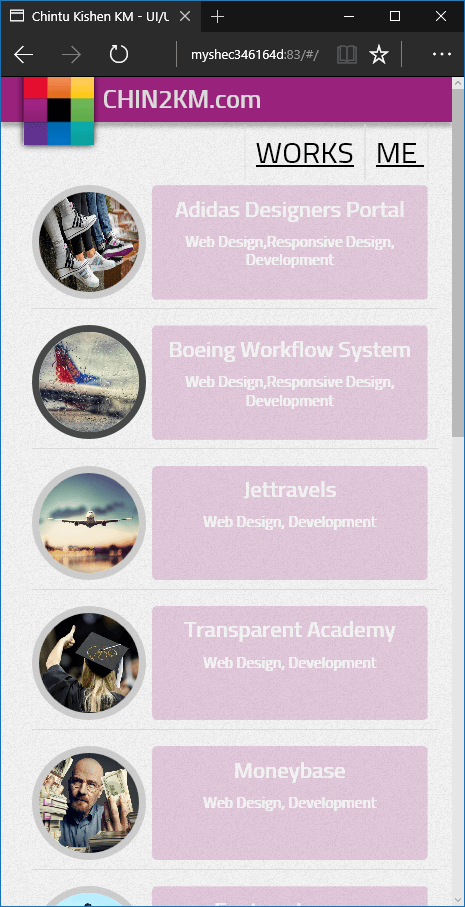 Chintu Kishen KM - UI/U
myshec346164d:83/#/
CHIN2KM.com
WORKS
ME
Adidas Designers Portal
Web Design,Responsive Design,
Development
Boeing Workflow System
Web Design,Responsive Design,
Development
Jettravels
Web Design, Development
Transparent Academy
Web Design, Development
Moneybase
Web Design, Development